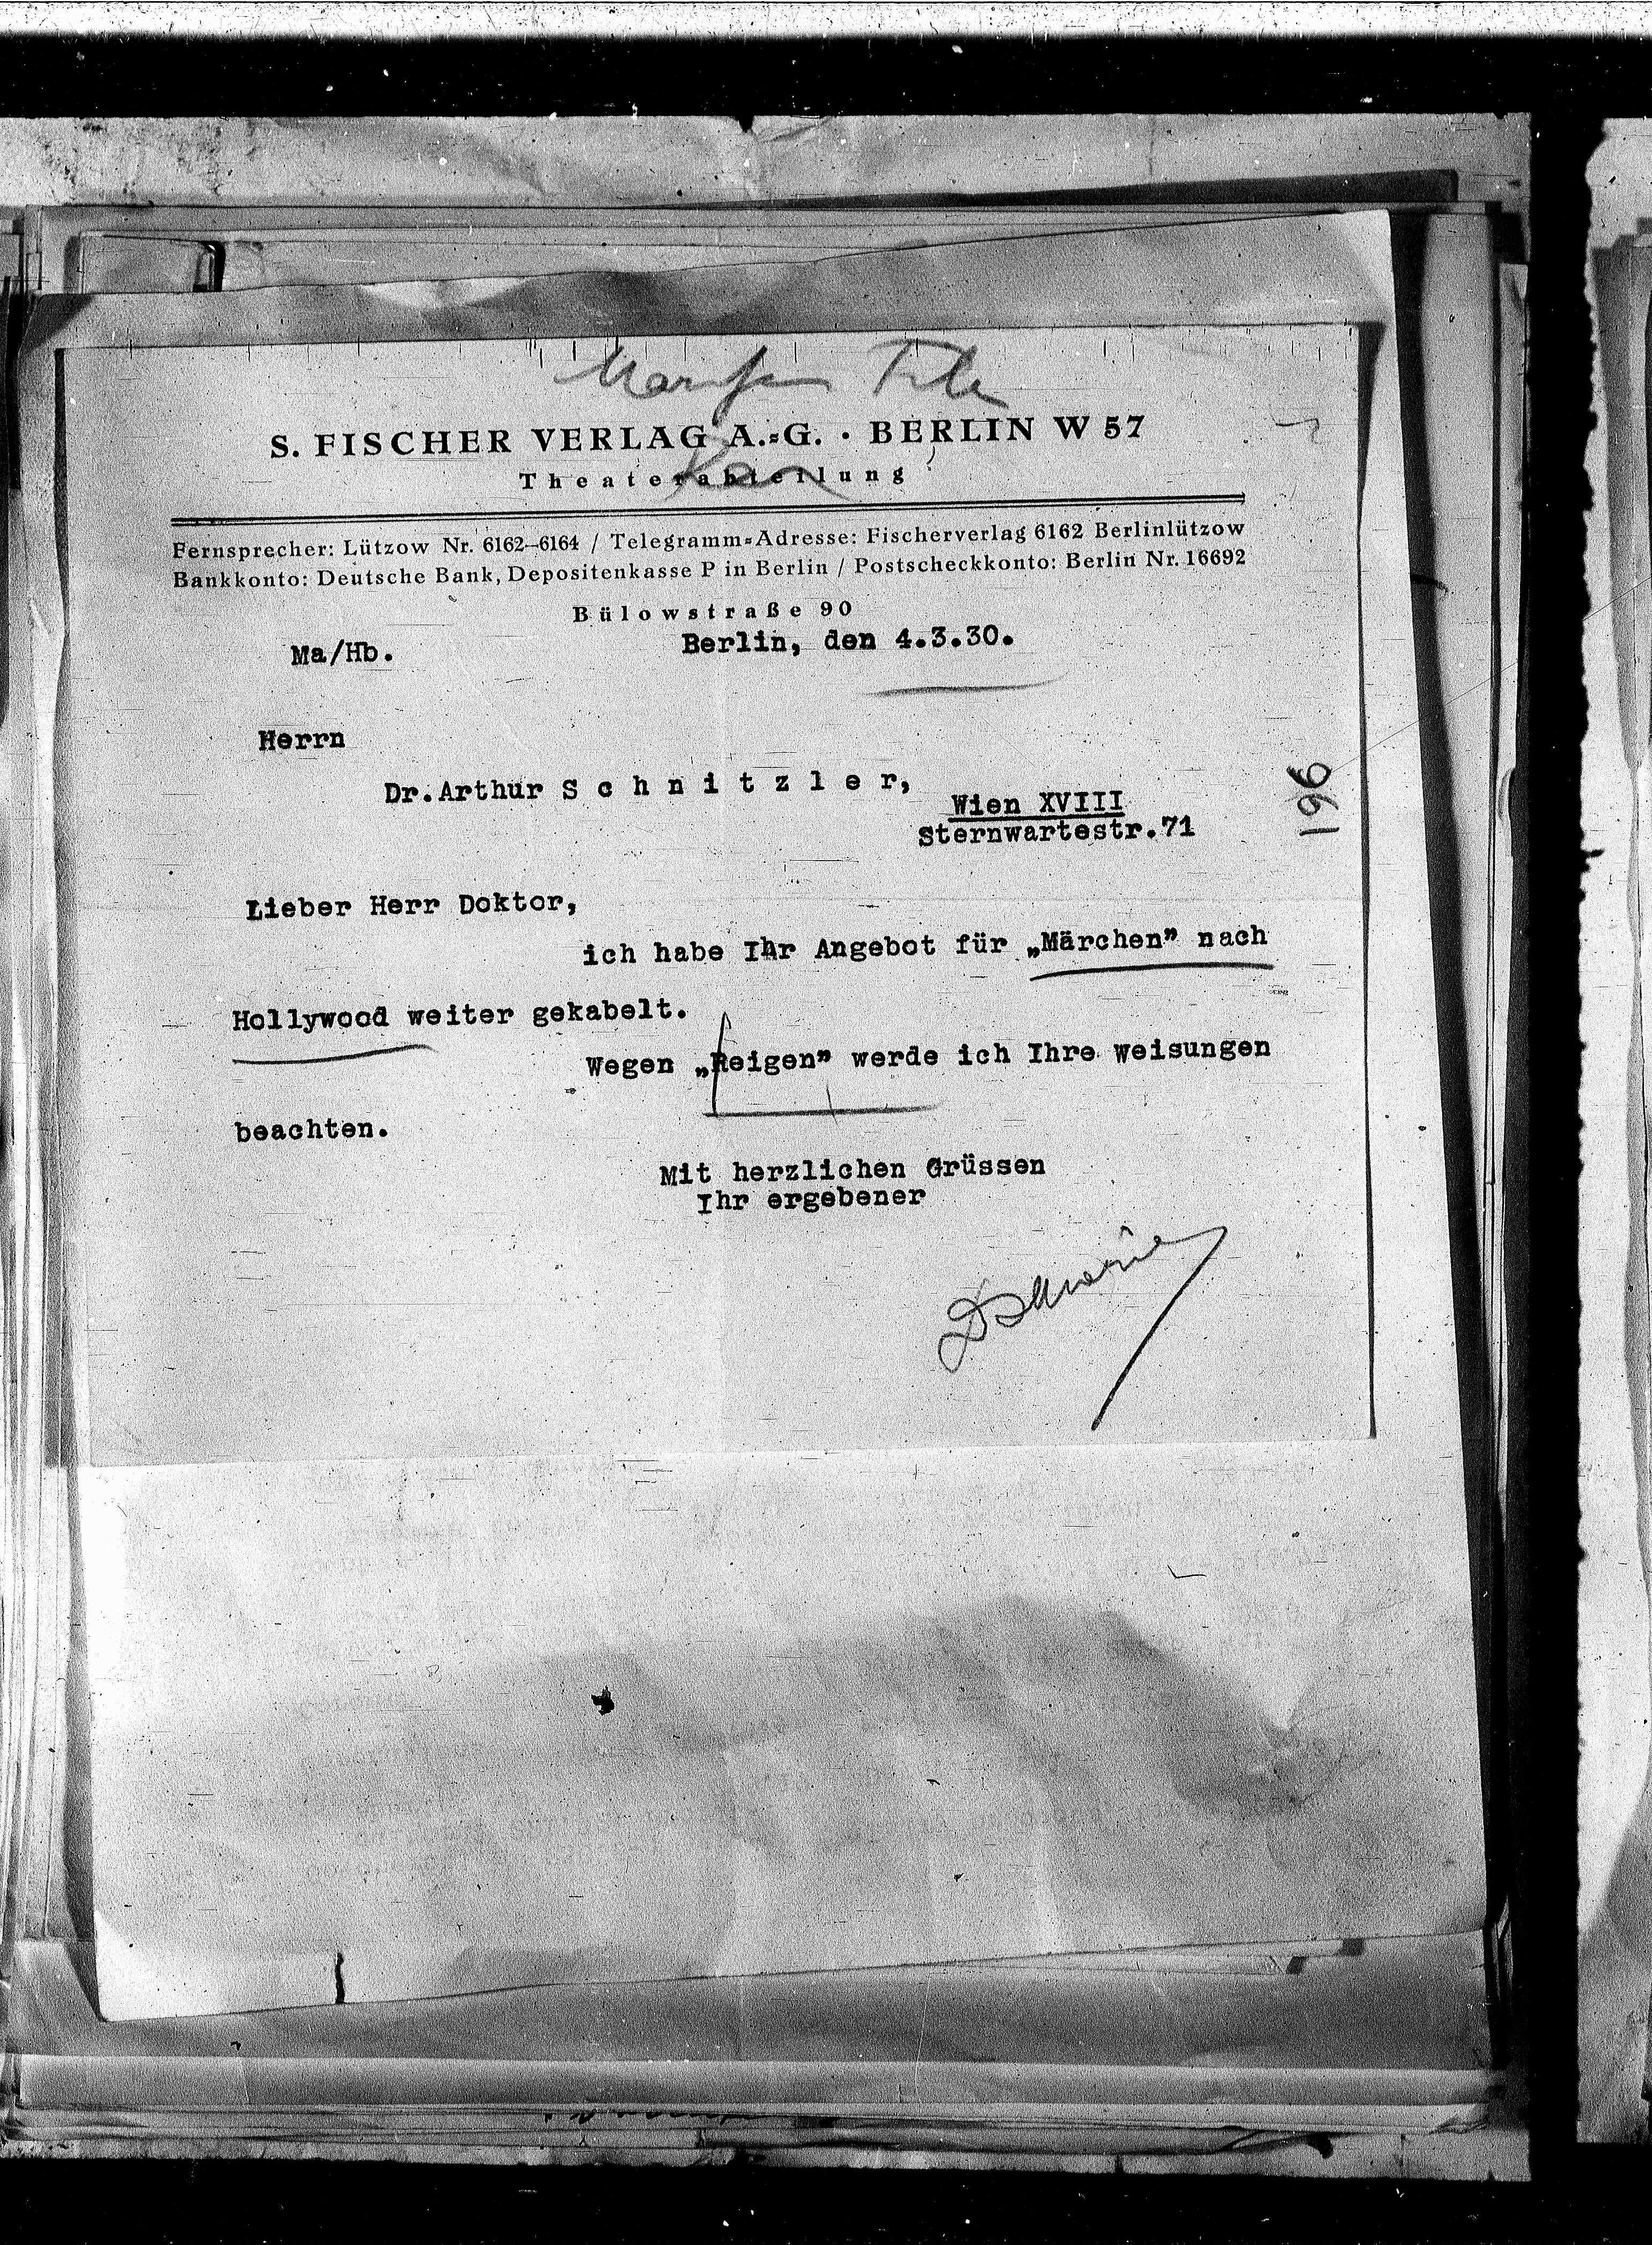 S. FISCHER VERLAG A.=G. · BERLIN W 57
Theaterabteilung
Fernsprecher: Lützow Nr. 6162–6164 / Telegramm=Adresse: Fischerverlag 6162 Berlinlützow
Bankkonto: Deutsche Bank, Depositenkasse P in Berlin / Postscheckkonto: Berlin Nr. 16692
Bülowstraße 90
Ma/Hb. Berlin, den 4.3.30.
Herrn
Dr.Arthur S c h n i t z l e r,
Wien XVIII
Sternwartestr.71
196
Lieber Herr Doktor,
ich habe Ihr Angebot für „Märchen” nach
Hollywood weiter gekabelt.
Wegen „Reigen” werde ich Ihre Weisungen
beachten.
Mit herzlichen Grüssen
Ihr ergebener